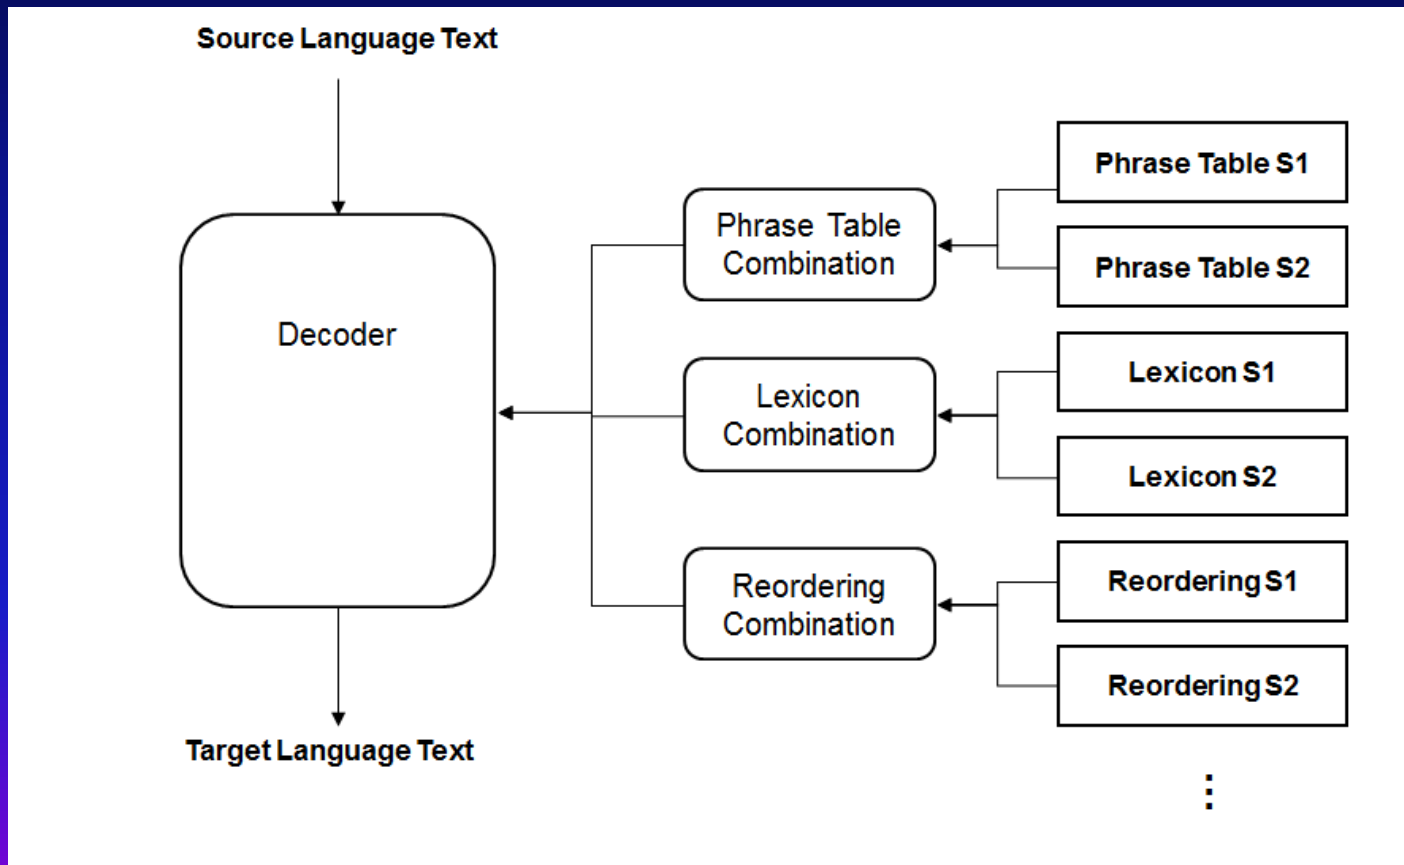 Source Language Text
Decoder
Target Language Text
Phrase Table
Combination
Lexicon
Combination
Reordering
Combination
Phrase Table S1
Phrase Table S2
Lexicon S1
Lexicon S2
Reordering S1
Reordering S2
⋮